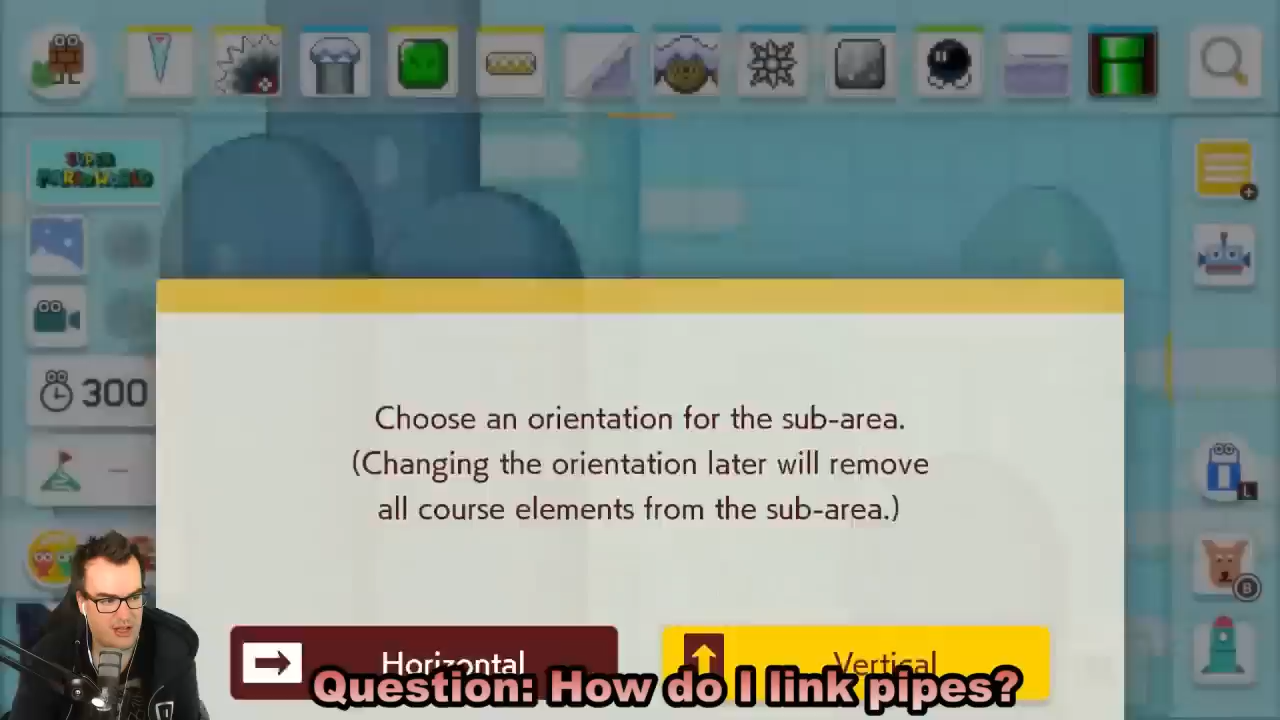 SUPER
MARIO WORLD
300
Choose an orientation for the sub-area.
(Changing the orientation later will remove
all course elements from the sub-area.)
L
B
Horizontal
Vertical
Question: How do I link pipes?